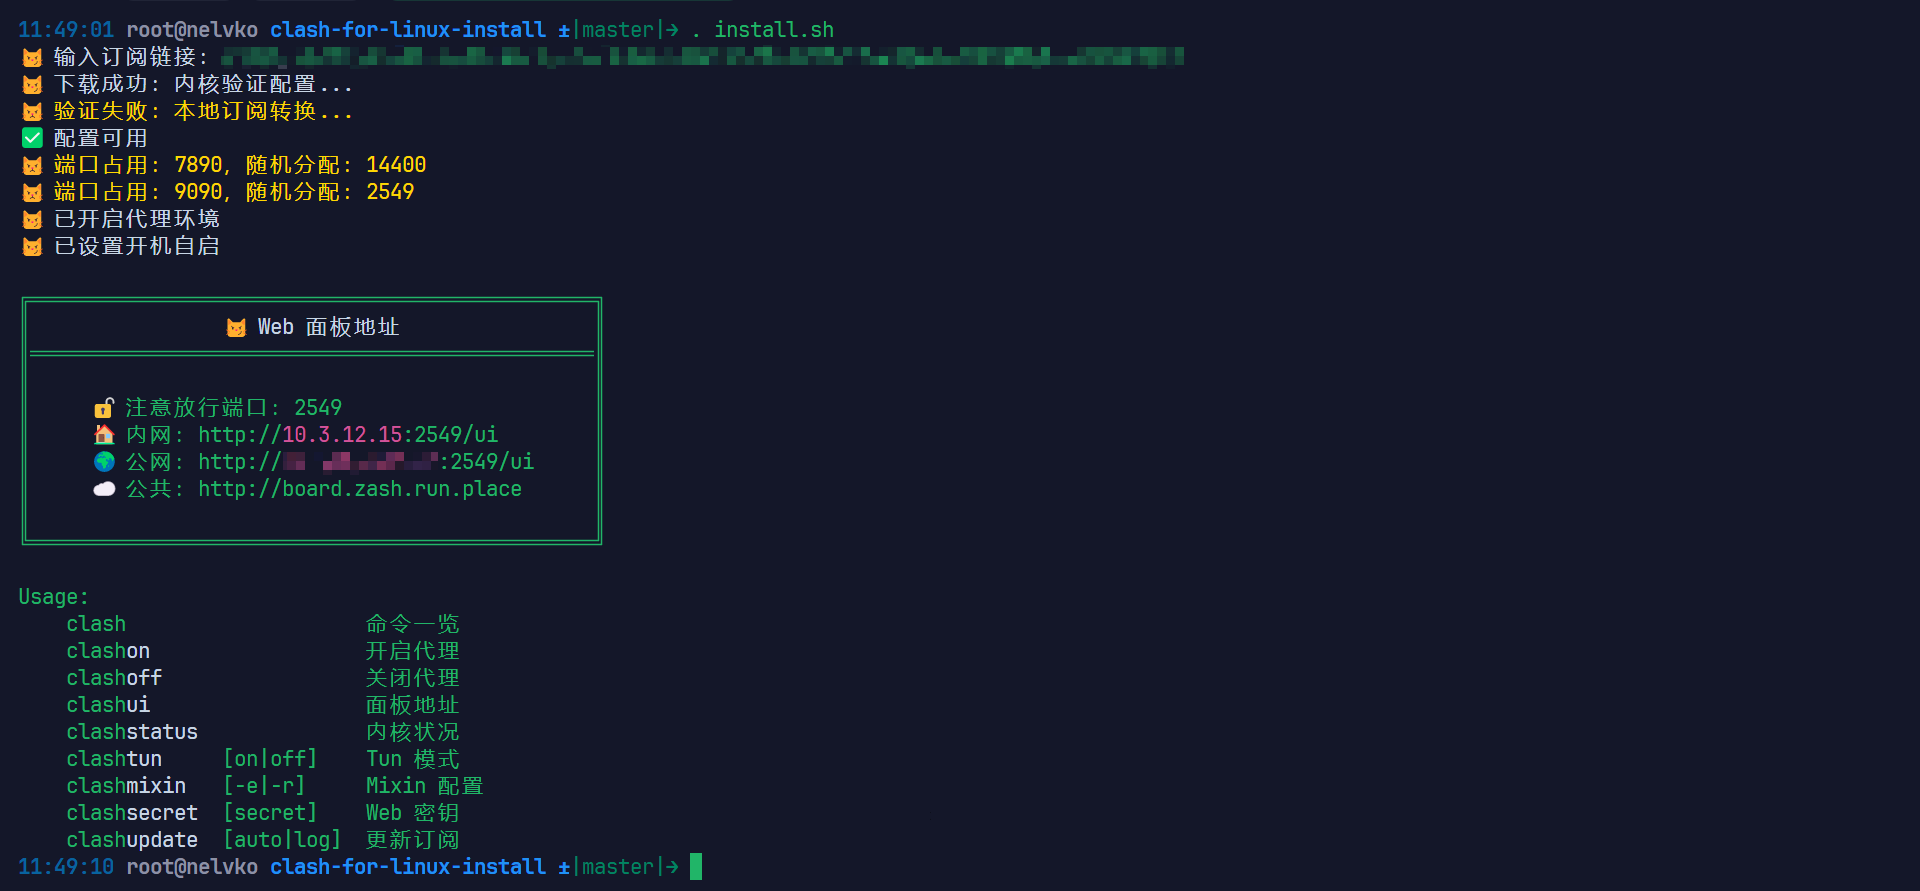 11:49:01 root@nelvko clash-for-linux-install ±|master|→ . install.sh
😼 输入订阅链接：
😼 下载成功：内核验证配置...
😾 验证失败：本地订阅转换...
✅ 配置可用
😾 端口占用：7890，随机分配：14400
😾 端口占用：9090，随机分配：2549
😼 已开启代理环境
😼 已设置开机自启
😼 Web 面板地址
🔓 注意放行端口：2549
🏠 内网：http://10.3.12.15:2549/ui
🌍 公网：http:// :2549/ui
☁️ 公共：http://board.zash.run.place
Usage:
clash 命令一览
clashon 开启代理
clashoff 关闭代理
clashui 面板地址
clashstatus 内核状况
clashtun [on|off] Tun 模式
clashmixin [-e|-r] Mixin 配置
clashsecret [secret] Web 密钥
clashupdate [auto|log] 更新订阅
11:49:10 root@nelvko clash-for-linux-install ±|master|→